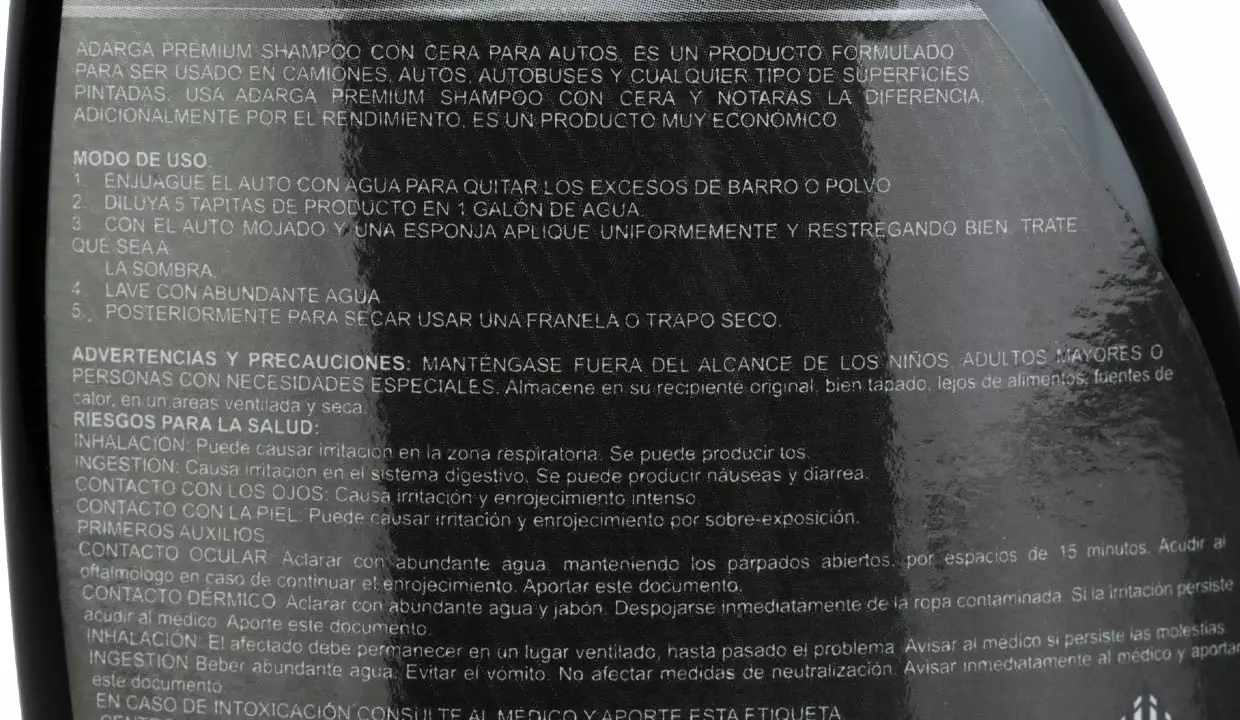 ADARGA PREMIUM SHAMPOO CON CERA PARA AUTOS, ES UN PRODUCTO FORMULADO
PARA SER USADO EN CAMIONES, AUTOS, AUTOBUSES Y CUALQUIER TIPO DE SUPERFICIES
PINTADAS. USA ADARGA PREMIUM SHAMPOO CON CERA Y NOTARAS LA DIFERENCIA,
ADICIONALMENTE POR EL RENDIMIENTO, ES UN PRODUCTO MUY ECONOMICO
MODO DE USO.
1. ENJUAGUE EL AUTO CON AGUA PARA QUITAR LOS EXCESOS DE BARRO O POLVO
2. DILUYA 5 TAPITAS DE PRODUCTO EN 1 GALÓN DE AGUA.
3. CON EL AUTO MOJADO Y UNA ESPONJA APLIQUE UNIFORMEMENTE Y RESTREGANDO BIEN. TRATE
QUE SEA A
LA SOMBRA.
4. LAVE CON ABUNDANTE AGUA
5. POSTERIORMENTE PARA SECAR USAR UNA FRANELA O TRAPO SECO.
ADVERTENCIAS Y PRECAUCIONES: MANTÉNGASE FUERA DEL ALCANCE DE LOS NIÑOS, ADULTOS MAYORES O
PERSONAS CON NECESIDADES ESPECIALES. Almacene en su recipiente original, bien tapado, lejos de alimentos, fuentes de
calor, en un áreas ventilada y seca.
RIESGOS PARA LA SALUD:
INHALACION: Puede causar irritación en la zona respiratoria. Se puede producir tos.
INGESTION: Causa irritación en el sistema digestivo. Se puede producir náuseas y diarrea.
CONTACTO CON LOS OJOS: Causa irritación y enrojecimiento intenso
CONTACTO CON LA PIEL: Puede causar irritación y enrojecimiento por sobre-exposición.
PRIMEROS AUXILIOS
CONTACTO OCULAR: Aclarar con abundante agua, manteniendo los párpados abiertos, por espacios de 15 minutos. Acudir al
oftalmologo en caso de continuar el enrojecimiento. Aportar este documento.
CONTACTO DÉRMICO: Aclarar con abundante agua y jabón. Despojarse inmediatamente de la ropa contaminada. Si la irritación persiste
acudir al médico. Aporte este documento.
INHALACIÓN: El afectado debe permanecer en un lugar ventilado, hasta pasado el problema. Avisar al médico si persiste las molestias.
INGESTION: Beber abundante agua. Evitar el vomito. No afectar medidas de neutralización. Avisar inmediatamente al médico y aportar
este documento.
EN CASO DE INTOXICACIÓN CONSULTE AL MÉDICO Y APORTE ESTA ETIQUETA.